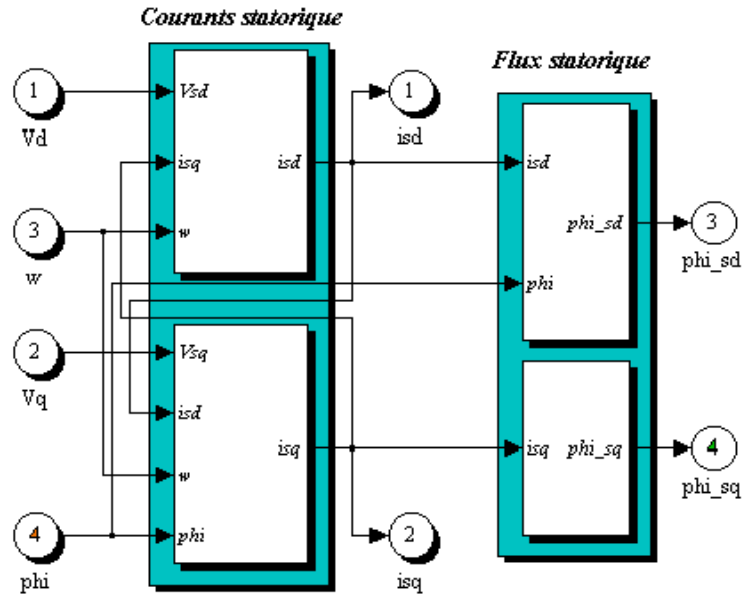 Courants statorique
Flux statorique
1
Vd
Vsd
isq
w
isd
1
isd
3
w
isd
phi
phi_sd
3
phi_sd
2
Vq
Vsq
isd
w
phi
isq
isq
phi_sq
4
phi_sq
4
phi
2
isq